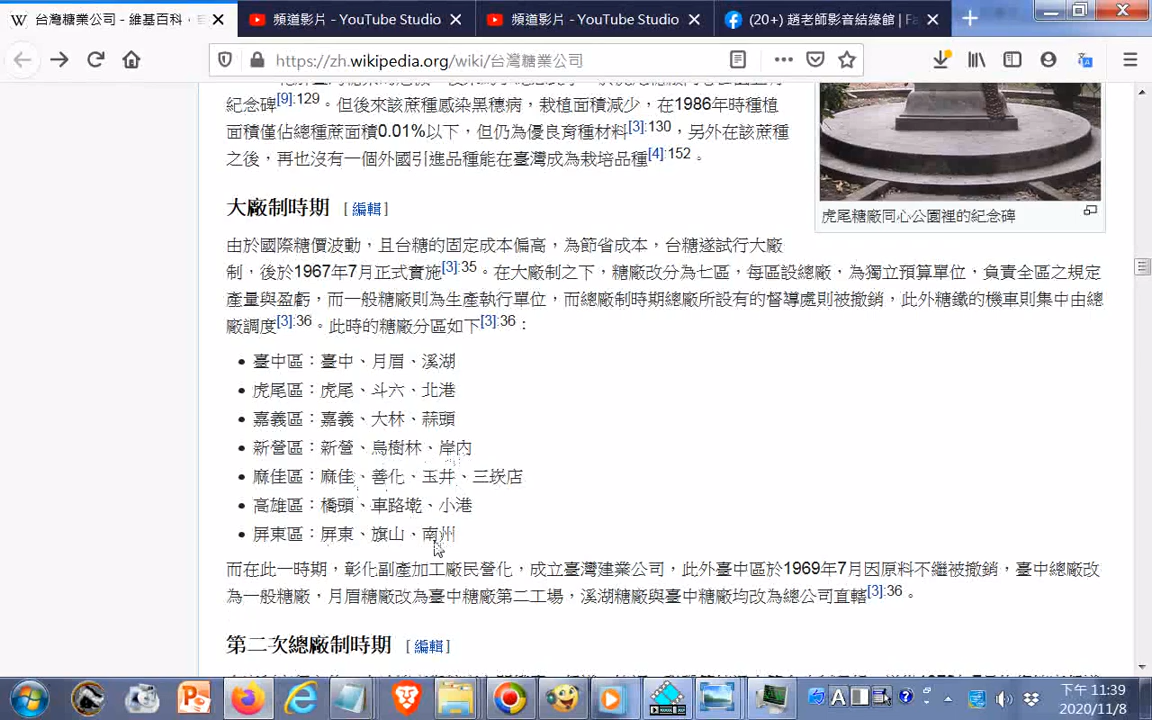 台灣糖業公司 - 維基百科，
頻道影片 - YouTube Studio
頻道影片 - YouTube Studio
(20+) 趙老師影音結緣館 | Fa
https://zh.wikipedia.org/wiki/台灣糖業公司
紀念碑[9]:129。但後來該蔗種感染黑穗病，栽植面積減少，在1986年時種植
面積僅佔總種蔗面積0.01%以下，但仍為優良育種材料[3]:130，另外在該蔗種
之後，再也沒有一個外國引進品種能在臺灣成為栽培品種[4]:152。
虎尾糖廠同心公園裡的紀念碑
大廠制時期 [編輯]
由於國際糖價波動，且台糖的固定成本偏高，為節省成本，台糖遂試行大廠
制，後於1967年7月正式實施[3]:35。在大廠制之下，糖廠改分為七區，每區設總廠，為獨立預算單位，負責全區之規定
產量與盈虧，而一般糖廠則為生產執行單位，而總廠制時期總廠所設有的督導處則被撤銷，此外糖鐵的機車則集中由總
廠調度[3]:36。此時的糖廠分區如下[3]:36：
• 臺中區：臺中、月眉、溪湖
• 虎尾區：虎尾、斗六、北港
• 嘉義區：嘉義、大林、蒜頭
• 新營區：新營、烏樹林、岸內
• 麻佳區：麻佳、善化、玉井、三崁店
• 高雄區：橋頭、車路墘、小港
• 屏東區：屏東、旗山、南州
而在此一時期，彰化副產加工廠民營化，成立臺灣建業公司，此外臺中區於1969年7月因原料不繼被撤銷，臺中總廠改
為一般糖廠，月眉糖廠改為臺中糖廠第二工場，溪湖糖廠與臺中糖廠均改為總公司直轄[3]:36。
第二次總廠制時期 [編輯]
下午 11:39
2020/11/8